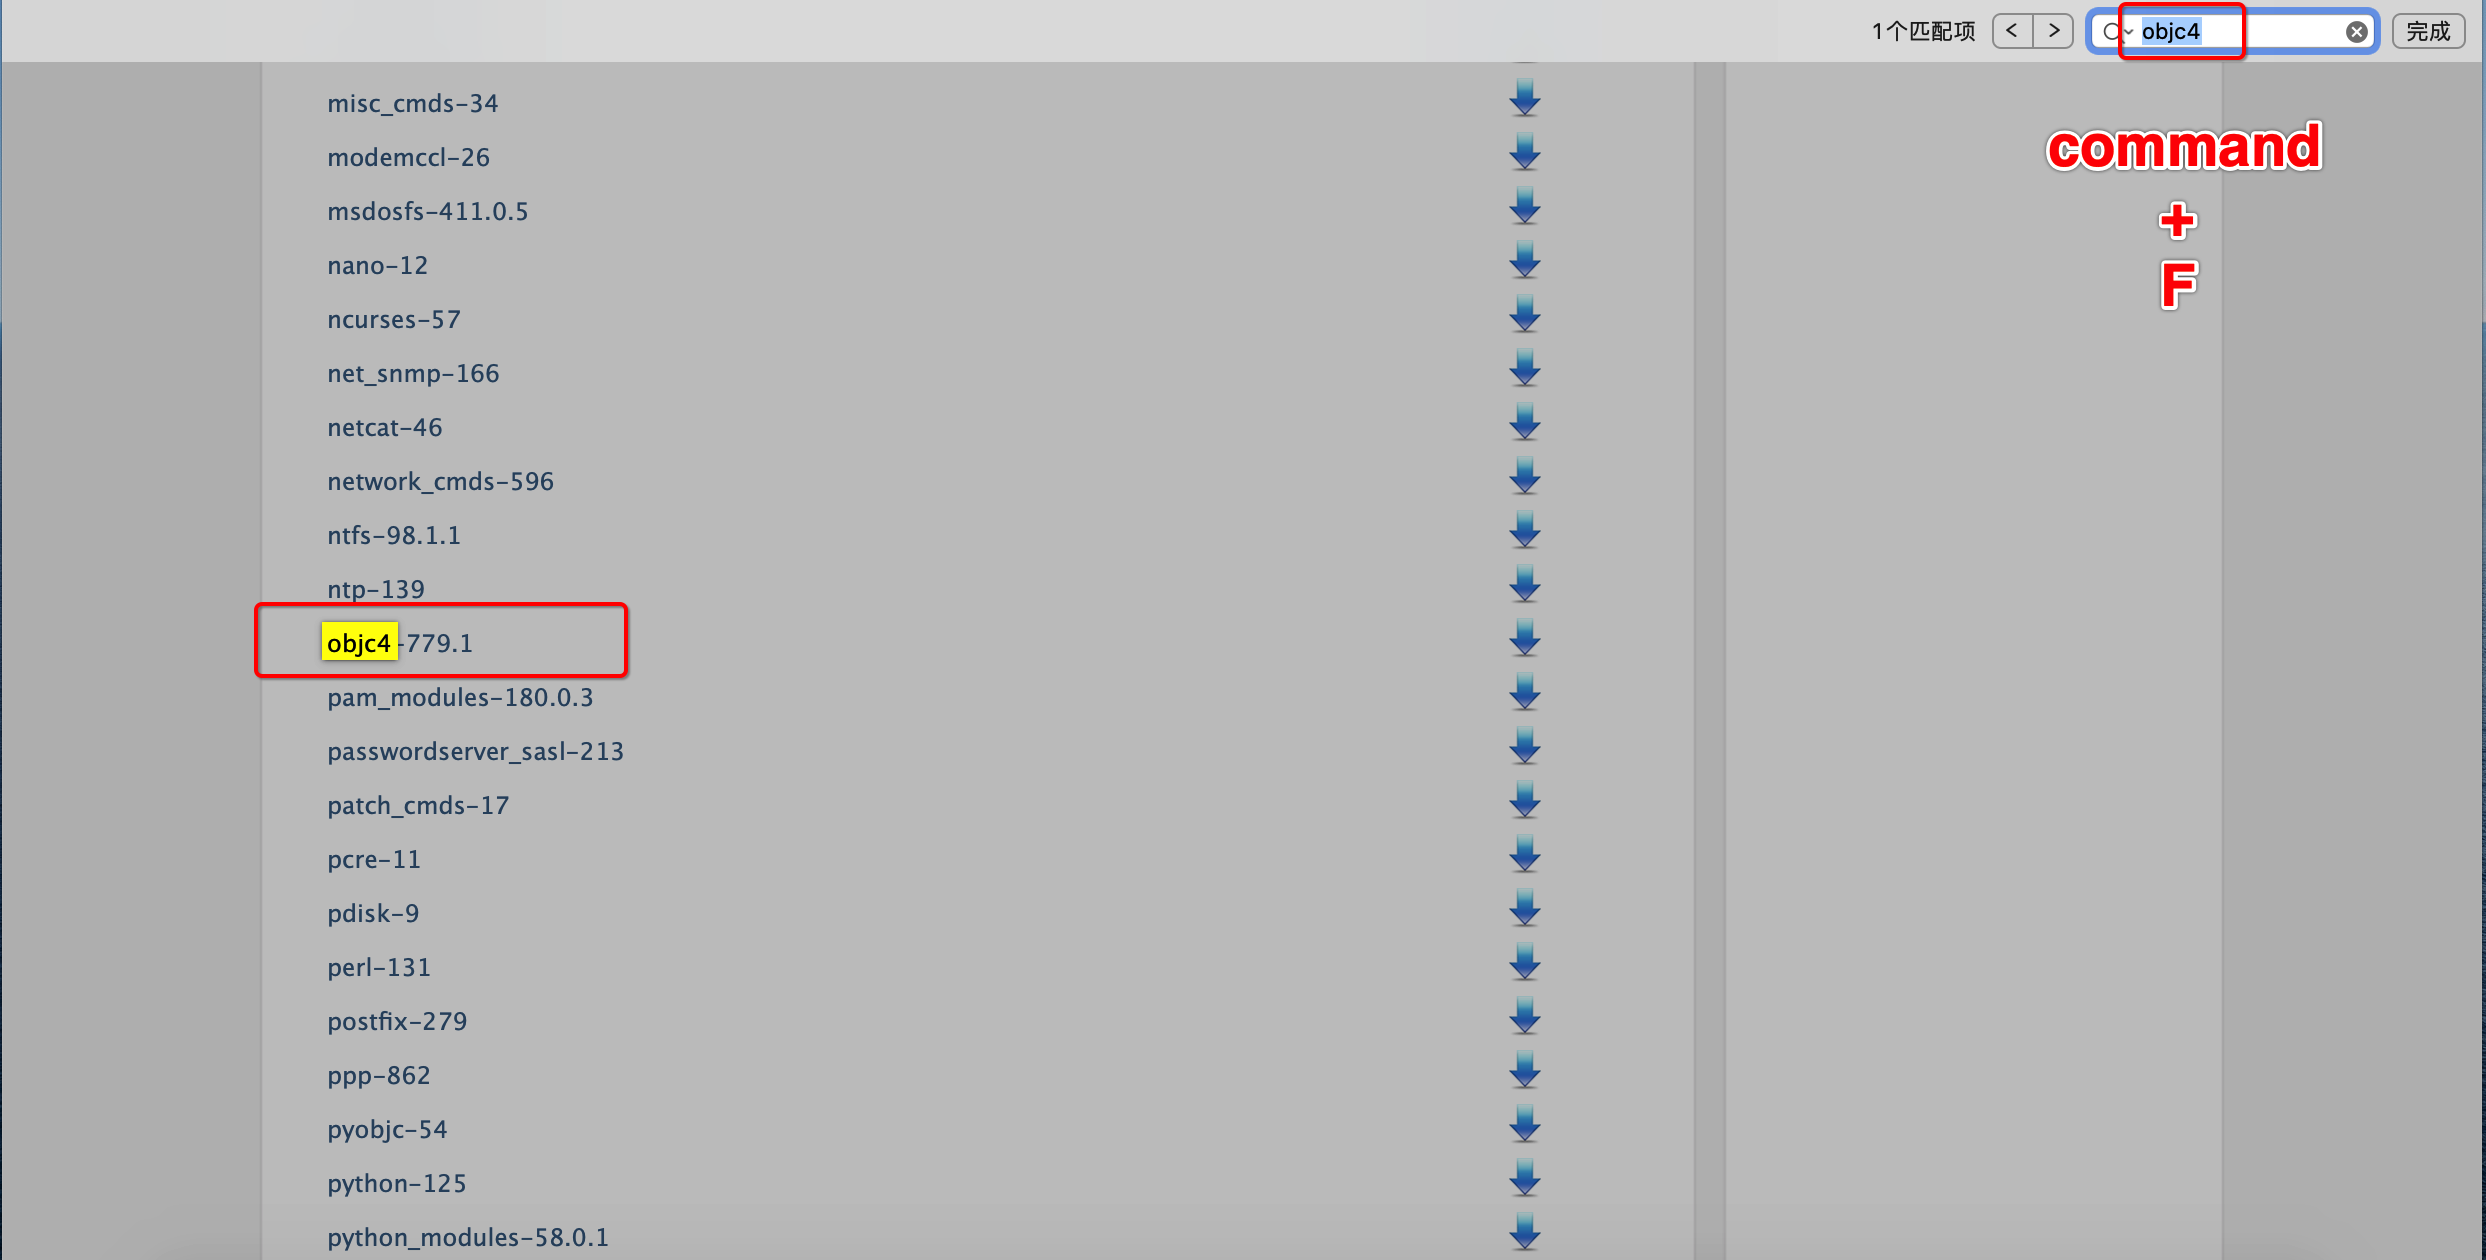 1个匹配项 < > objc4 完成
command
+
F
misc_cmds-34
modemccl-26
msdosfs-411.0.5
nano-12
ncurses-57
net_snmp-166
netcat-46
network_cmds-596
ntfs-98.1.1
ntp-139
objc4-779.1
pam_modules-180.0.3
passwordserver_sasl-213
patch_cmds-17
pcre-11
pdisk-9
perl-131
postfix-279
ppp-862
pyobjc-54
python-125
python_modules-58.0.1